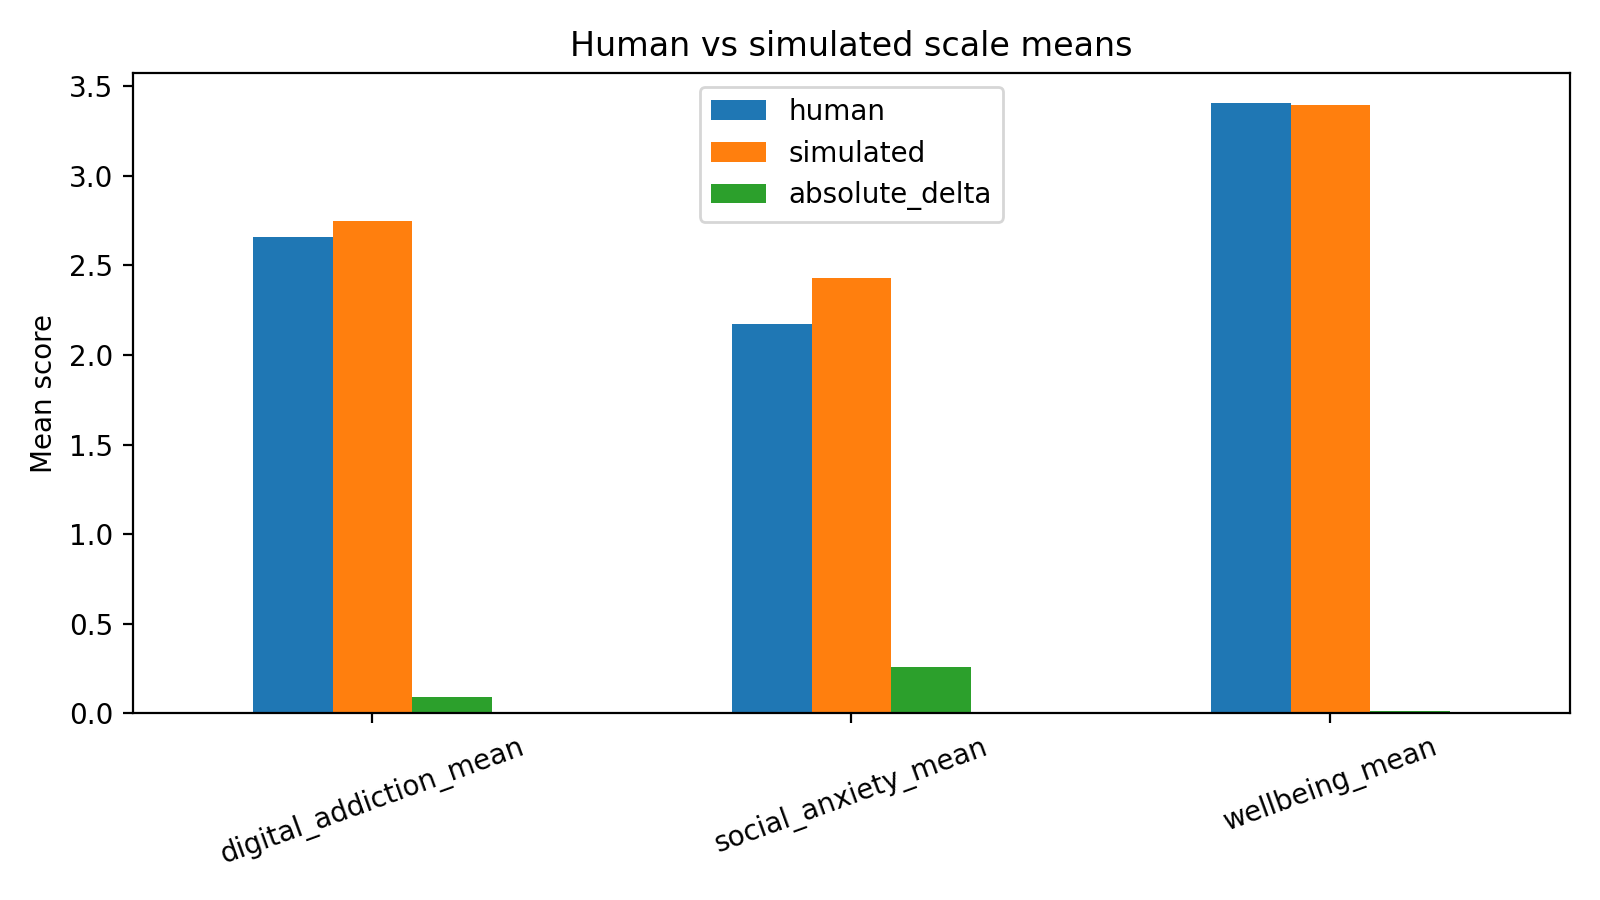 Human vs simulated scale means
human
simulated
absolute_delta
Mean score
3.5
3.0
2.5
2.0
1.5
1.0
0.5
0.0
digital_addiction_mean
social_anxiety_mean
wellbeing_mean